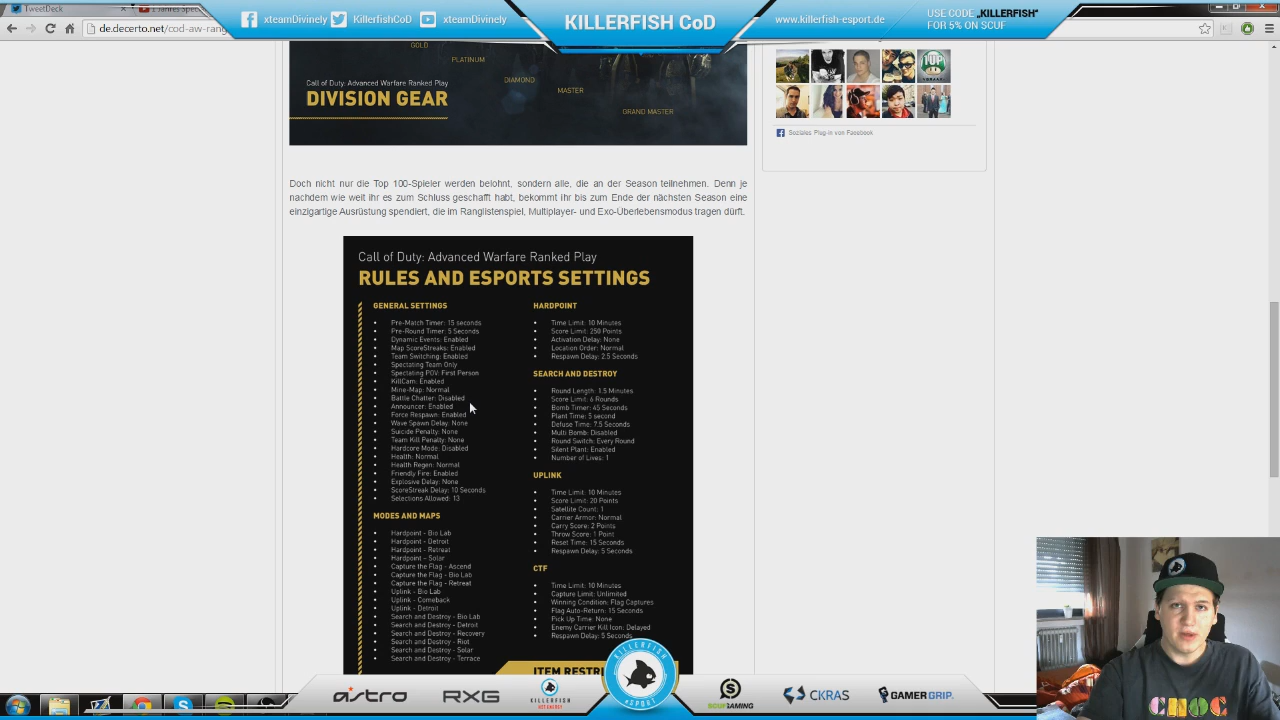 TweetDeck
xteamDivinely
KillerfishCoD
xteamDivinely
KILLERFISH CoD
www.killerfish-esport.de
USE CODE „KILLERFISH“
FOR 5% ON SCUF
de.decerto.net/cod-aw-rang
GOLD
PLATINUM
DIAMOND
MASTER
GRAND MASTER
Call of Duty: Advanced Warfare Ranked Play
DIVISION GEAR
Soziales Plug-in von Facebook
Doch nicht nur die Top 100-Spieler werden belohnt, sondern alle, die an der Season teilnehmen. Denn je
nachdem wie weit ihr es zum Schluss geschafft habt, bekommt ihr bis zum Ende der nächsten Season eine
einzigartige Ausrüstung spendiert, die im Ranglistenspiel, Multiplayer- und Exo-Überlebensmodus tragen dürft.
Call of Duty: Advanced Warfare Ranked Play
RULES AND ESPORTS SETTINGS
GENERAL SETTINGS
Pre-Match Timer: 15 seconds
Pre-Round Timer: 5 Seconds
Dynamic Events: Enabled
Map ScoreStreaks: Enabled
Team Switching: Enabled
Spectating Team Only
Spectating POV: First Person
KillCam: Enabled
Mine-Map: Normal
Battle Chatter: Disabled
Announcer: Enabled
Force Respawn: Enabled
Wave Spawn Delay: None
Suicide Penalty: None
Team Kill Penalty: None
Hardcore Mode: Disabled
Health: Normal
Health Regen: Normal
Friendly Fire: Enabled
Explosive Delay: None
ScoreStreak Delay: 10 Seconds
Selections Allowed: 13
MODES AND MAPS
Hardpoint - Bio Lab
Hardpoint - Detroit
Hardpoint - Retreat
Hardpoint - Solar
Capture the Flag - Ascend
Capture the Flag - Bio Lab
Capture the Flag - Retreat
Uplink - Bio Lab
Uplink - Comeback
Uplink - Detroit
Search and Destroy - Bio Lab
Search and Destroy - Detroit
Search and Destroy - Recovery
Search and Destroy - Riot
Search and Destroy - Solar
Search and Destroy - Terrace
HARDPOINT
Time Limit: 10 Minutes
Score Limit: 250 Points
Activation Delay: None
Location Order: Normal
Respawn Delay: 2.5 Seconds
SEARCH AND DESTROY
Round Length: 1.5 Minutes
Score Limit: 6 Rounds
Bomb Timer: 45 Seconds
Plant Time: 5 second
Defuse Time: 7.5 Seconds
Multi Bomb: Disabled
Round Switch: Every Round
Silent Plant: Enabled
Number of Lives: 1
UPLINK
Time Limit: 10 Minutes
Score Limit: 20 Points
Satellite Count: 1
Carrier Armor: Normal
Carry Score: 2 Points
Throw Score: 1 Point
Reset Time: 15 Seconds
Respawn Delay: 5 Seconds
CTF
Time Limit: 10 Minutes
Capture Limit: Unlimited
Winning Condition: Flag Captures
Flag Auto-Return: 15 Seconds
Pick Up Time: None
Enemy Carrier Kill Icon: Delayed
Respawn Delay: 5 Seconds
ITEM RESTRI
KILLERFISH
eSPORT
ASTRO
RXG
KILLERFISH
GET ENERGY
SCUFGAMING
CKRAS
GAMERGRIP.
CHOC